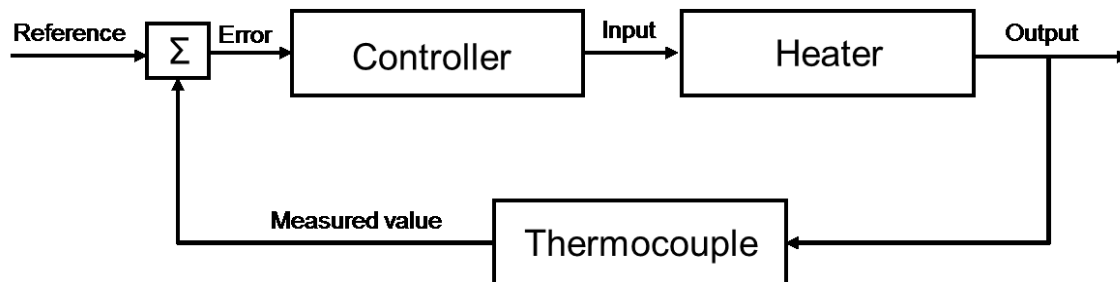 Reference
Σ
Error
Controller
Input
Heater
Output
Measured value
Thermocouple